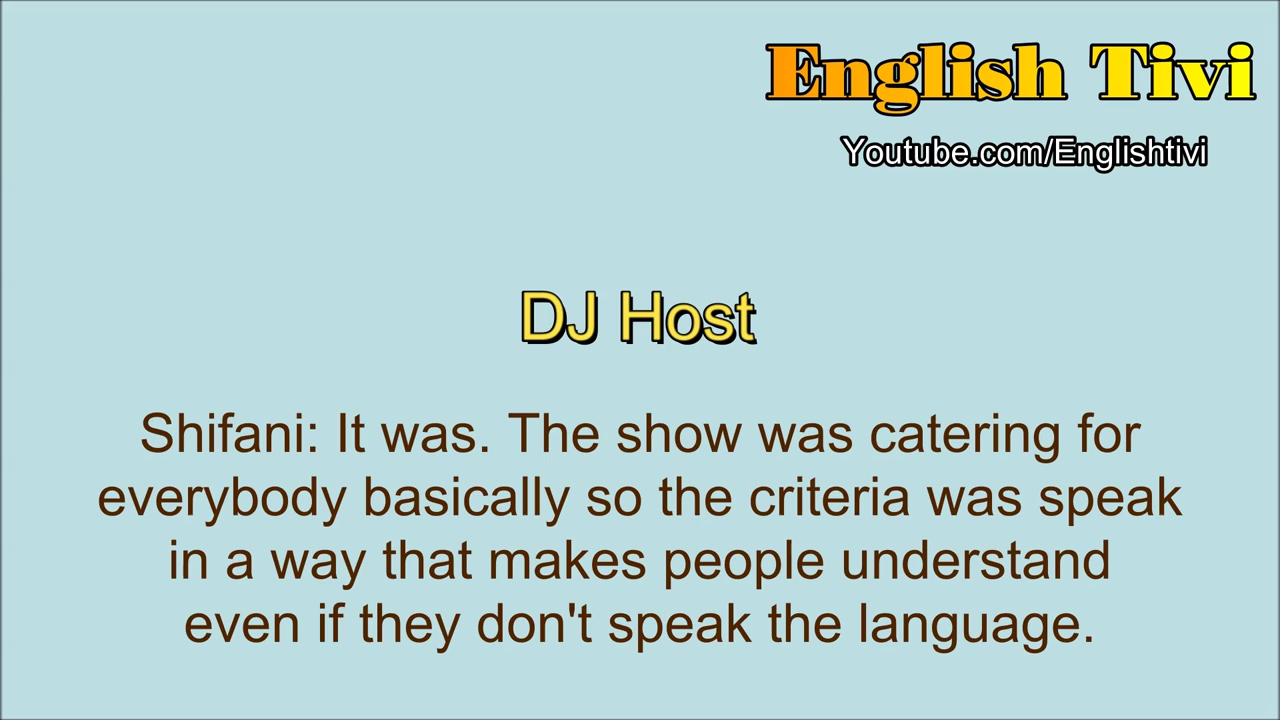 English Tivi
Youtube.com/Englishtivi
DJ Host
Shifani: It was. The show was catering for
everybody basically so the criteria was speak
in a way that makes people understand
even if they don't speak the language.